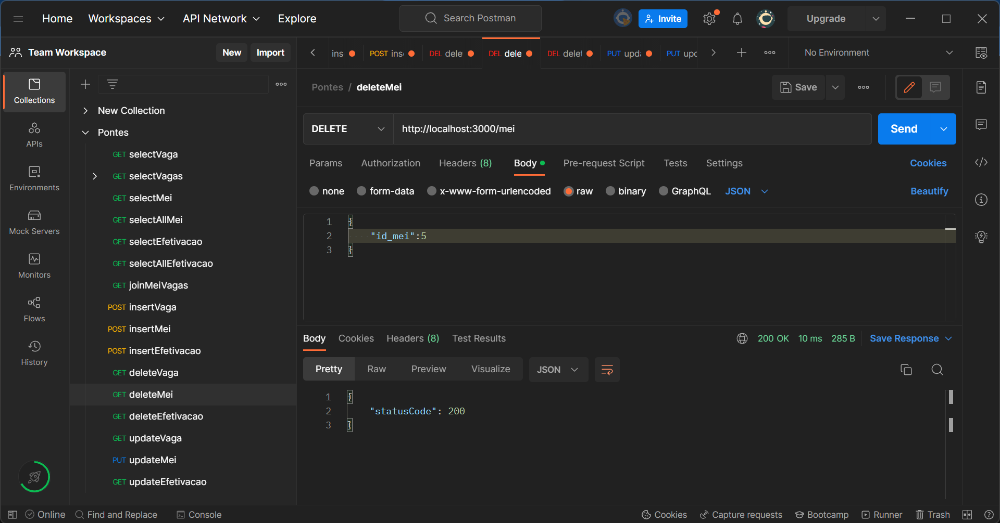 Home Workspaces API Network Explore Search Postman Invite Upgrade
Team Workspace New Import
ins POST ins DEL dele DEL dele DEL delet PUT upd PUT upd No Environment
Collections
APIs
Environments
Mock Servers
Monitors
Flows
History
New Collection
Pontes
GET selectVaga
GET selectVagas
GET selectMei
GET selectAllMei
GET selectEfetivacao
GET selectAllEfetivacao
GET joinMeiVagas
POST insertVaga
POST insertMei
POST insertEfetivacao
GET deleteVaga
GET deleteMei
GET deleteEfetivacao
GET updateVaga
PUT updateMei
GET updateEfetivacao
Pontes / deleteMei Save
DELETE http://localhost:3000/mei Send
Params Authorization Headers (8) Body Pre-request Script Tests Settings Cookies
none form-data x-www-form-urlencoded raw binary GraphQL JSON Beautify
1 {
2 "id_mei":5
3 }
Body Cookies Headers (8) Test Results 200 OK 10 ms 285 B Save Response
Pretty Raw Preview Visualize JSON
1 {
2 "statusCode": 200
3 }
Online Find and Replace Console Cookies Capture requests Bootcamp Runner Trash